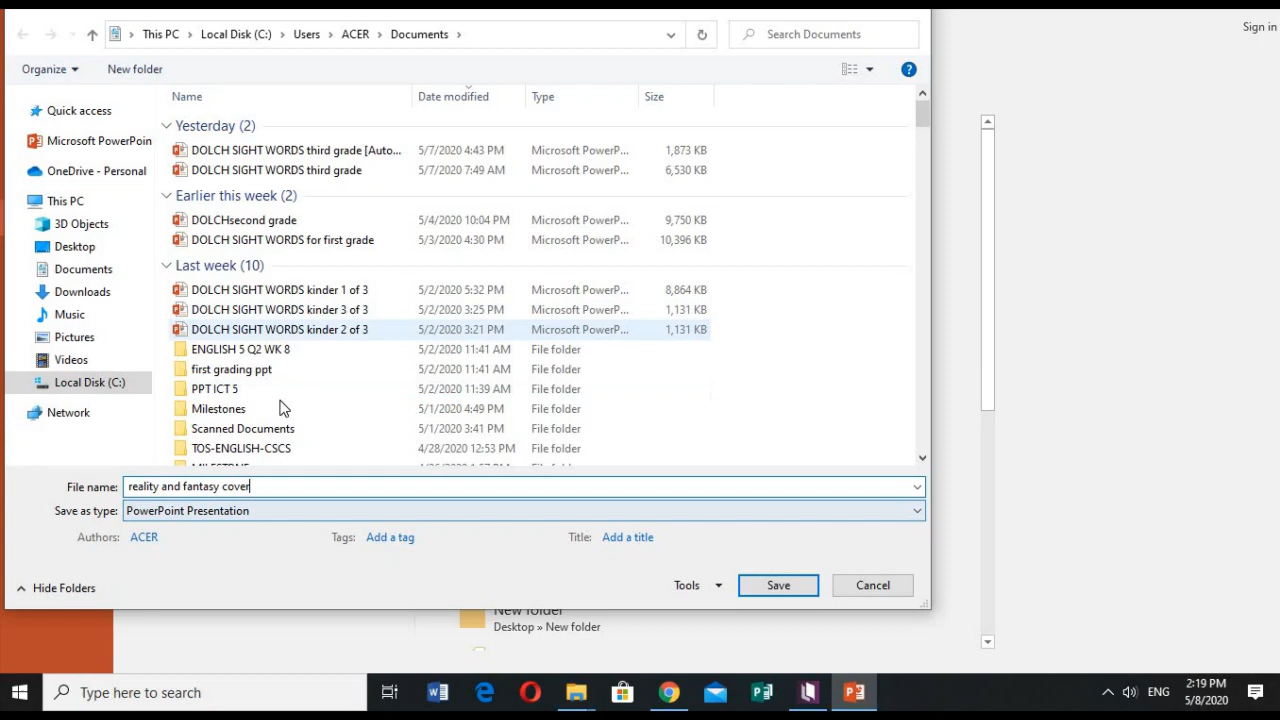 Sign in
This PC > Local Disk (C:) > Users > ACER > Documents >
Search Documents
Organize
New folder
Name
Date modified
Type
Size
Quick access
Microsoft PowerPoin
OneDrive - Personal
This PC
3D Objects
Desktop
Documents
Downloads
Music
Pictures
Videos
Local Disk (C:)
Network
Yesterday (2)
DOLCH SIGHT WORDS third grade [Auto... 5/7/2020 4:43 PM Microsoft PowerP... 1,873 KB
DOLCH SIGHT WORDS third grade 5/7/2020 7:49 AM Microsoft PowerP... 6,530 KB
Earlier this week (2)
DOLCHsecond grade 5/4/2020 10:04 PM Microsoft PowerP... 9,750 KB
DOLCH SIGHT WORDS for first grade 5/3/2020 4:30 PM Microsoft PowerP... 10,396 KB
Last week (10)
DOLCH SIGHT WORDS kinder 1 of 3 5/2/2020 5:32 PM Microsoft PowerP... 8,864 KB
DOLCH SIGHT WORDS kinder 3 of 3 5/2/2020 3:25 PM Microsoft PowerP... 1,131 KB
DOLCH SIGHT WORDS kinder 2 of 3 5/2/2020 3:21 PM Microsoft PowerP... 1,131 KB
ENGLISH 5 Q2 WK 8 5/2/2020 11:41 AM File folder
first grading ppt 5/2/2020 11:41 AM File folder
PPT ICT 5 5/2/2020 11:39 AM File folder
Milestones 5/1/2020 4:49 PM File folder
Scanned Documents 5/1/2020 3:41 PM File folder
TOS-ENGLISH-CSCS 4/28/2020 12:53 PM File folder
File name: reality and fantasy cover
Save as type: PowerPoint Presentation
Authors: ACER
Tags: Add a tag
Title: Add a title
Hide Folders
Tools
Save
Cancel
New folder
Desktop » New folder
Type here to search
ENG
2:19 PM
5/8/2020